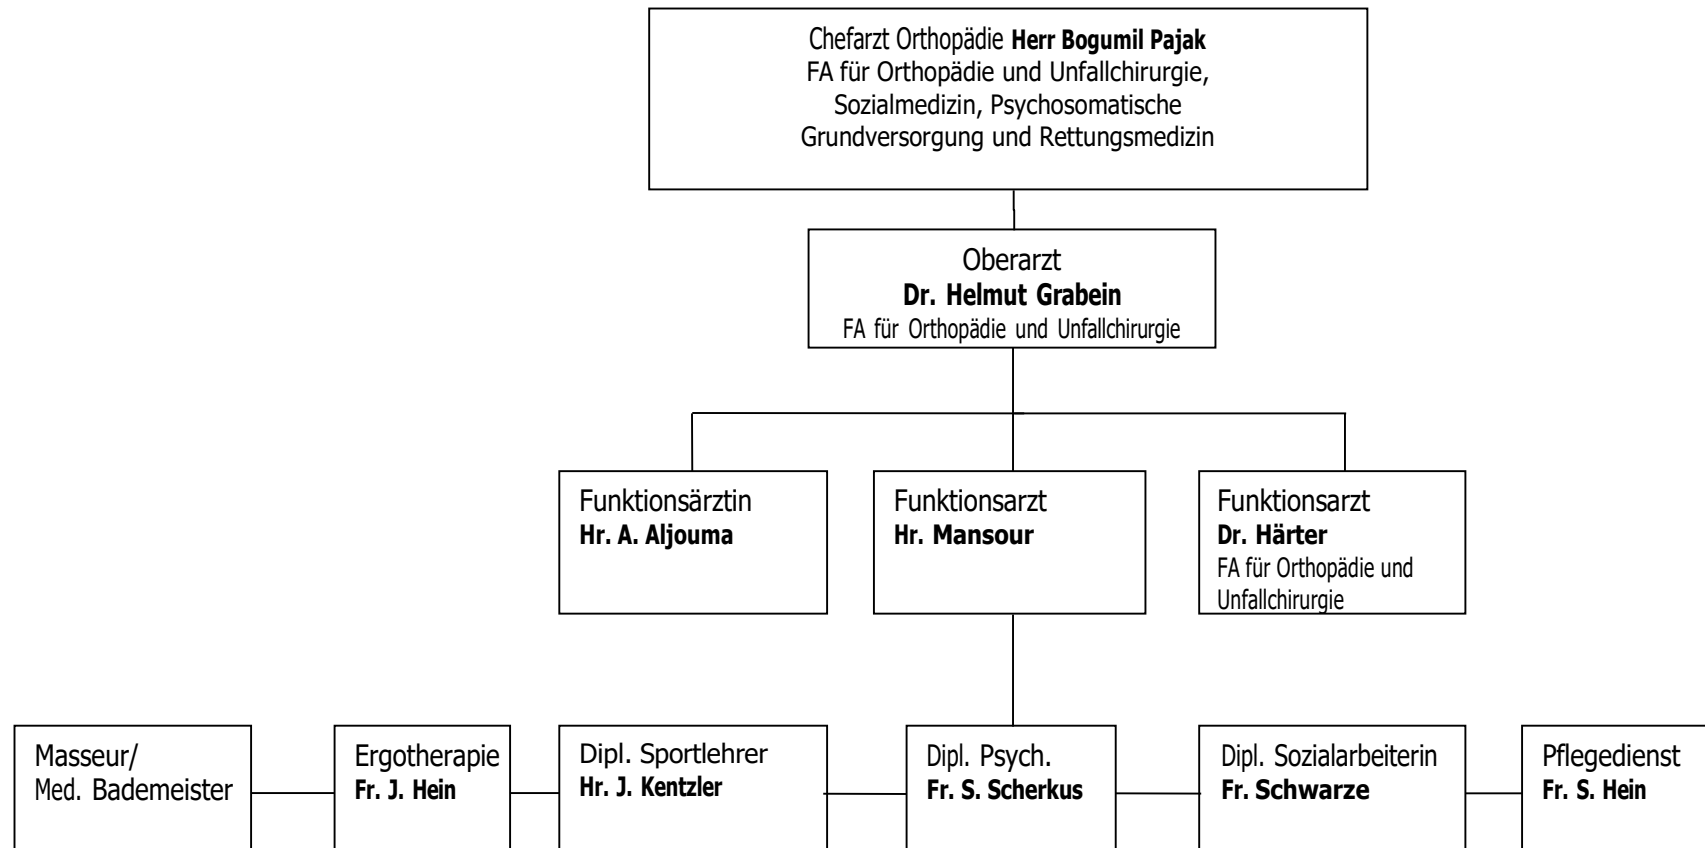 Chefarzt Orthopädie Herr Bogumil Pajak
FA für Orthopädie und Unfallchirurgie,
Sozialmedizin, Psychosomatische
Grundversorgung und Rettungsmedizin
Oberarzt
Dr. Helmut Grabein
FA für Orthopädie und Unfallchirurgie
Funktionsärztin
Hr. A. Aljouma
Funktionsarzt
Hr. Mansour
Funktionsarzt
Dr. Härter
FA für Orthopädie und
Unfallchirurgie
Masseur/
Med. Bademeister
Ergotherapie
Fr. J. Hein
Dipl. Sportlehrer
Hr. J. Kentzler
Dipl. Psych.
Fr. S. Scherkus
Dipl. Sozialarbeiterin
Fr. Schwarze
Pflegedienst
Fr. S. Hein